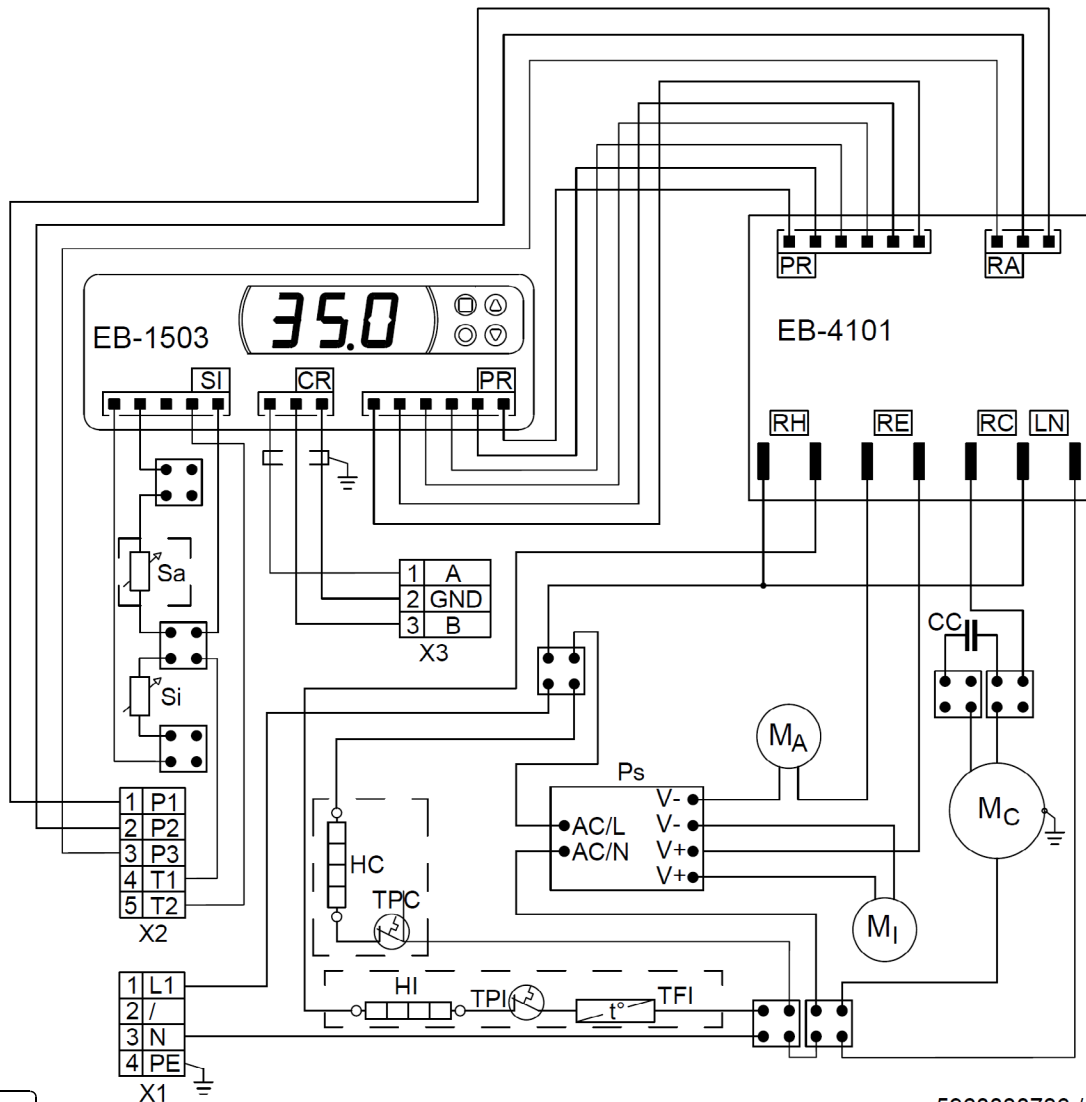 PR
RA
EB-4101
35.0
EB-1503
SI
CR
PR
RH
RE
RC
LN
Sa
1 A
2 GND
3 B
X3
CC
Si
MA
Ps
V-
V-
V+
V+
AC/L
AC/N
MC
MI
1 P1
2 P2
3 P3
4 T1
5 T2
X2
HC
TPC
HI
TPI
t°
TFI
1 L1
2 /
3 N
4 PE
X1